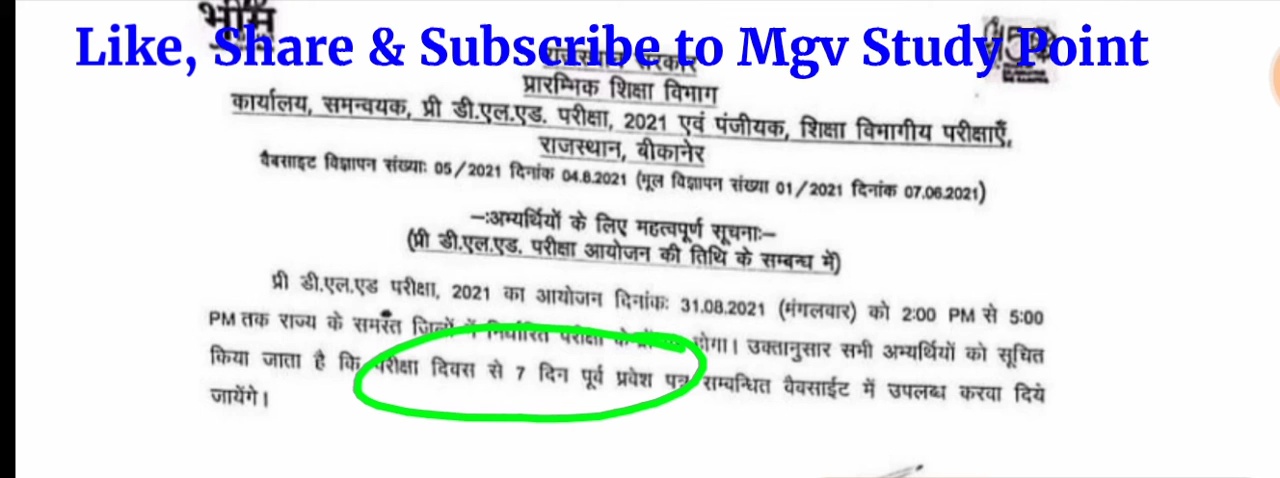 भूमि
Like, Share & Subscribe to Mgv Study Point
राजस्थान सरकार
प्रारम्भिक शिक्षा विभाग
कार्यालय, समन्वयक, प्री डी.एल.एड. परीक्षा, 2021 एवं पंजीयक, शिक्षा विभागीय परीक्षाएँ,
राजस्थान, बीकानेर
वैबसाइट विज्ञापन संख्याः 05/2021 दिनांक 04.8.2021 (मूल विज्ञापन संख्या 01/2021 दिनांक 07.06.2021)
–:अभ्यर्थियों के लिए महत्वपूर्ण सूचनाः–
(प्री डी.एल.एड. परीक्षा आयोजन की तिथि के सम्बन्ध में)
प्री डी.एल.एड परीक्षा, 2021 का आयोजन दिनांकः 31.08.2021 (मंगलवार) को 2:00 PM से 5:00
PM तक राज्य के समस्त जिलों में निर्धारित परीक्षा होगा। उक्तानुसार सभी अभ्यर्थियों को सूचित
किया जाता है कि परीक्षा दिवस से 7 दिन पूर्व प्रवेश पत्र सम्बन्धित वैवसाईट में उपलब्ध करवा दिये
जायेंगे।